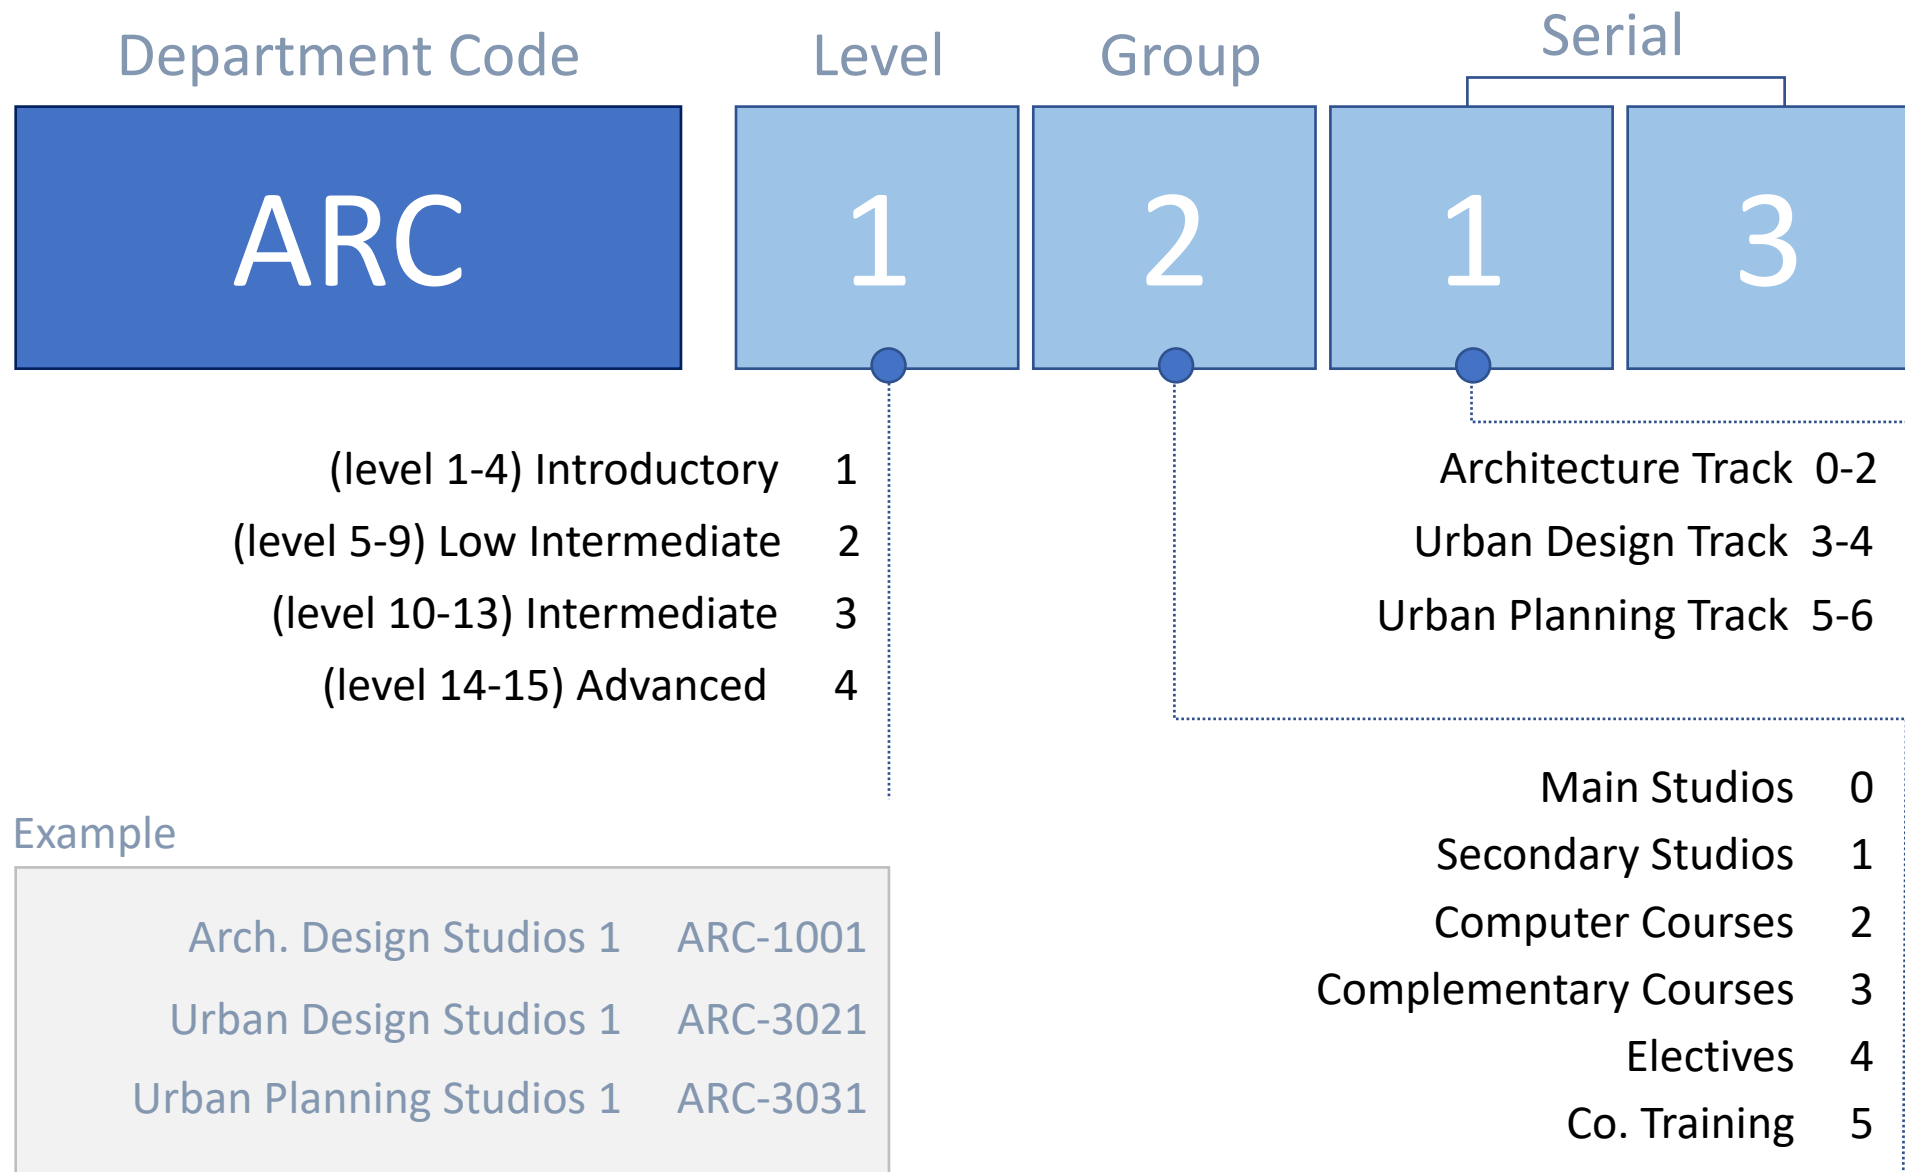 Department Code
Level
Group
Serial
ARC
1
2
1
3
(level 1-4) Introductory 1
(level 5-9) Low Intermediate 2
(level 10-13) Intermediate 3
(level 14-15) Advanced 4
Architecture Track 0-2
Urban Design Track 3-4
Urban Planning Track 5-6
Main Studios 0
Secondary Studios 1
Computer Courses 2
Complementary Courses 3
Electives 4
Co. Training 5
Example
Arch. Design Studios 1 ARC-1001
Urban Design Studios 1 ARC-3021
Urban Planning Studios 1 ARC-3031